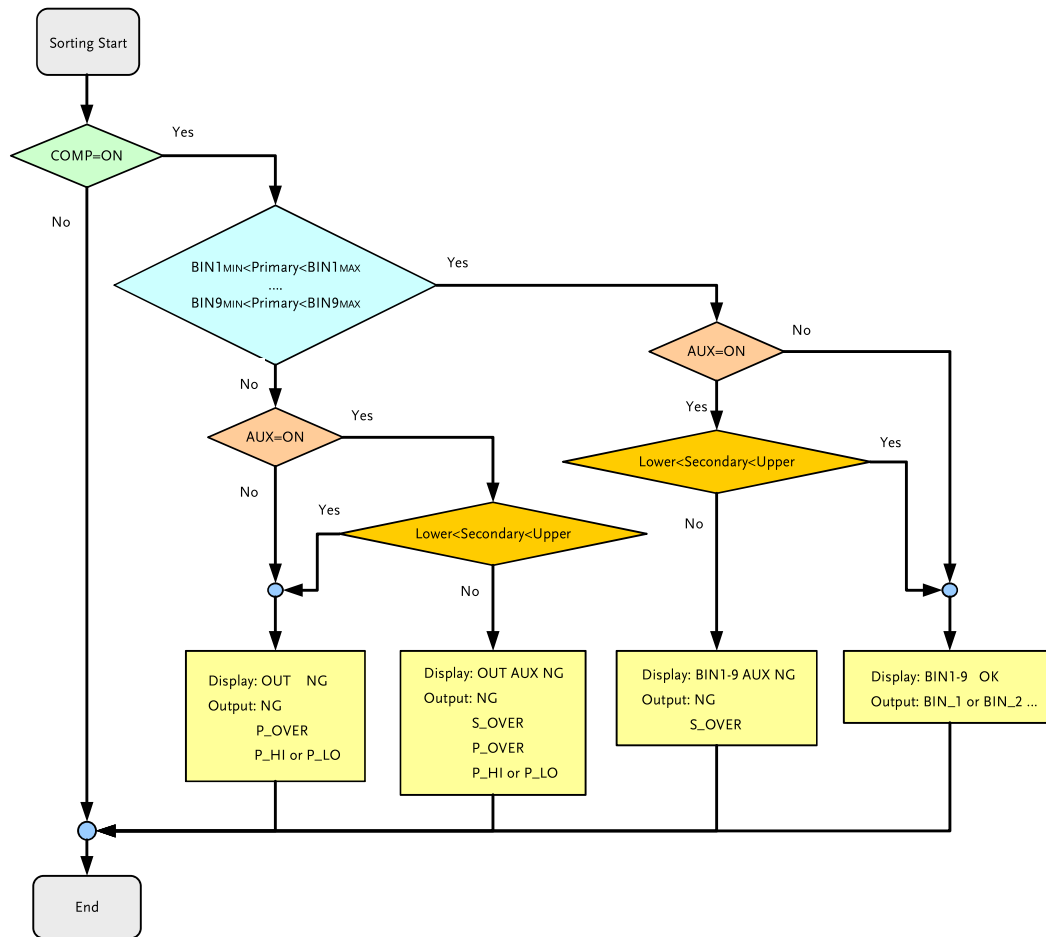 Sorting Start
COMP=ON
Yes
No
BIN1MIN<Primary<BIN1MAX
....
BIN9MIN<Primary<BIN9MAX
Yes
No
AUX=ON
No
Yes
AUX=ON
Yes
No
Lower<Secondary<Upper
Yes
No
Lower<Secondary<Upper
Yes
No
Display: OUT NG
Output: NG
P_OVER
P_HI or P_LO
Display: OUT AUX NG
Output: NG
S_OVER
P_OVER
P_HI or P_LO
Display: BIN1-9 AUX NG
Output: NG
S_OVER
Display: BIN1-9 OK
Output: BIN_1 or BIN_2 ...
End